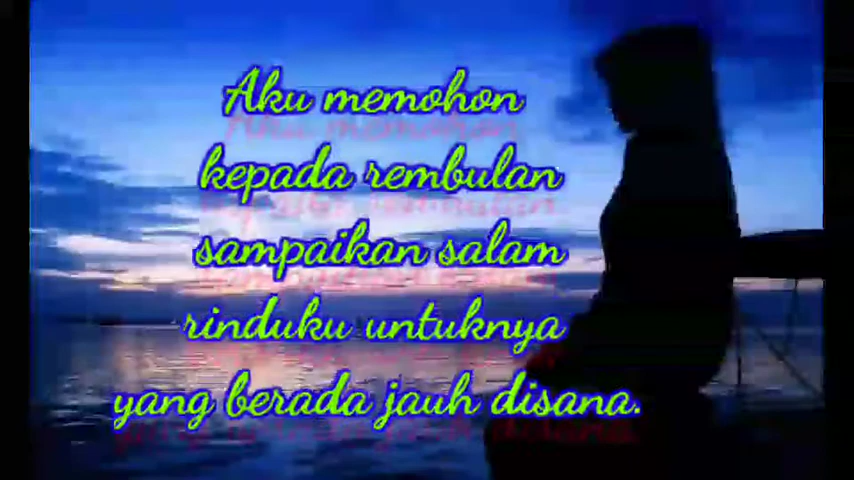 Aku memohon
kepada rembulan
sampaikan salam
rinduku untuknya
yang berada jauh disana.